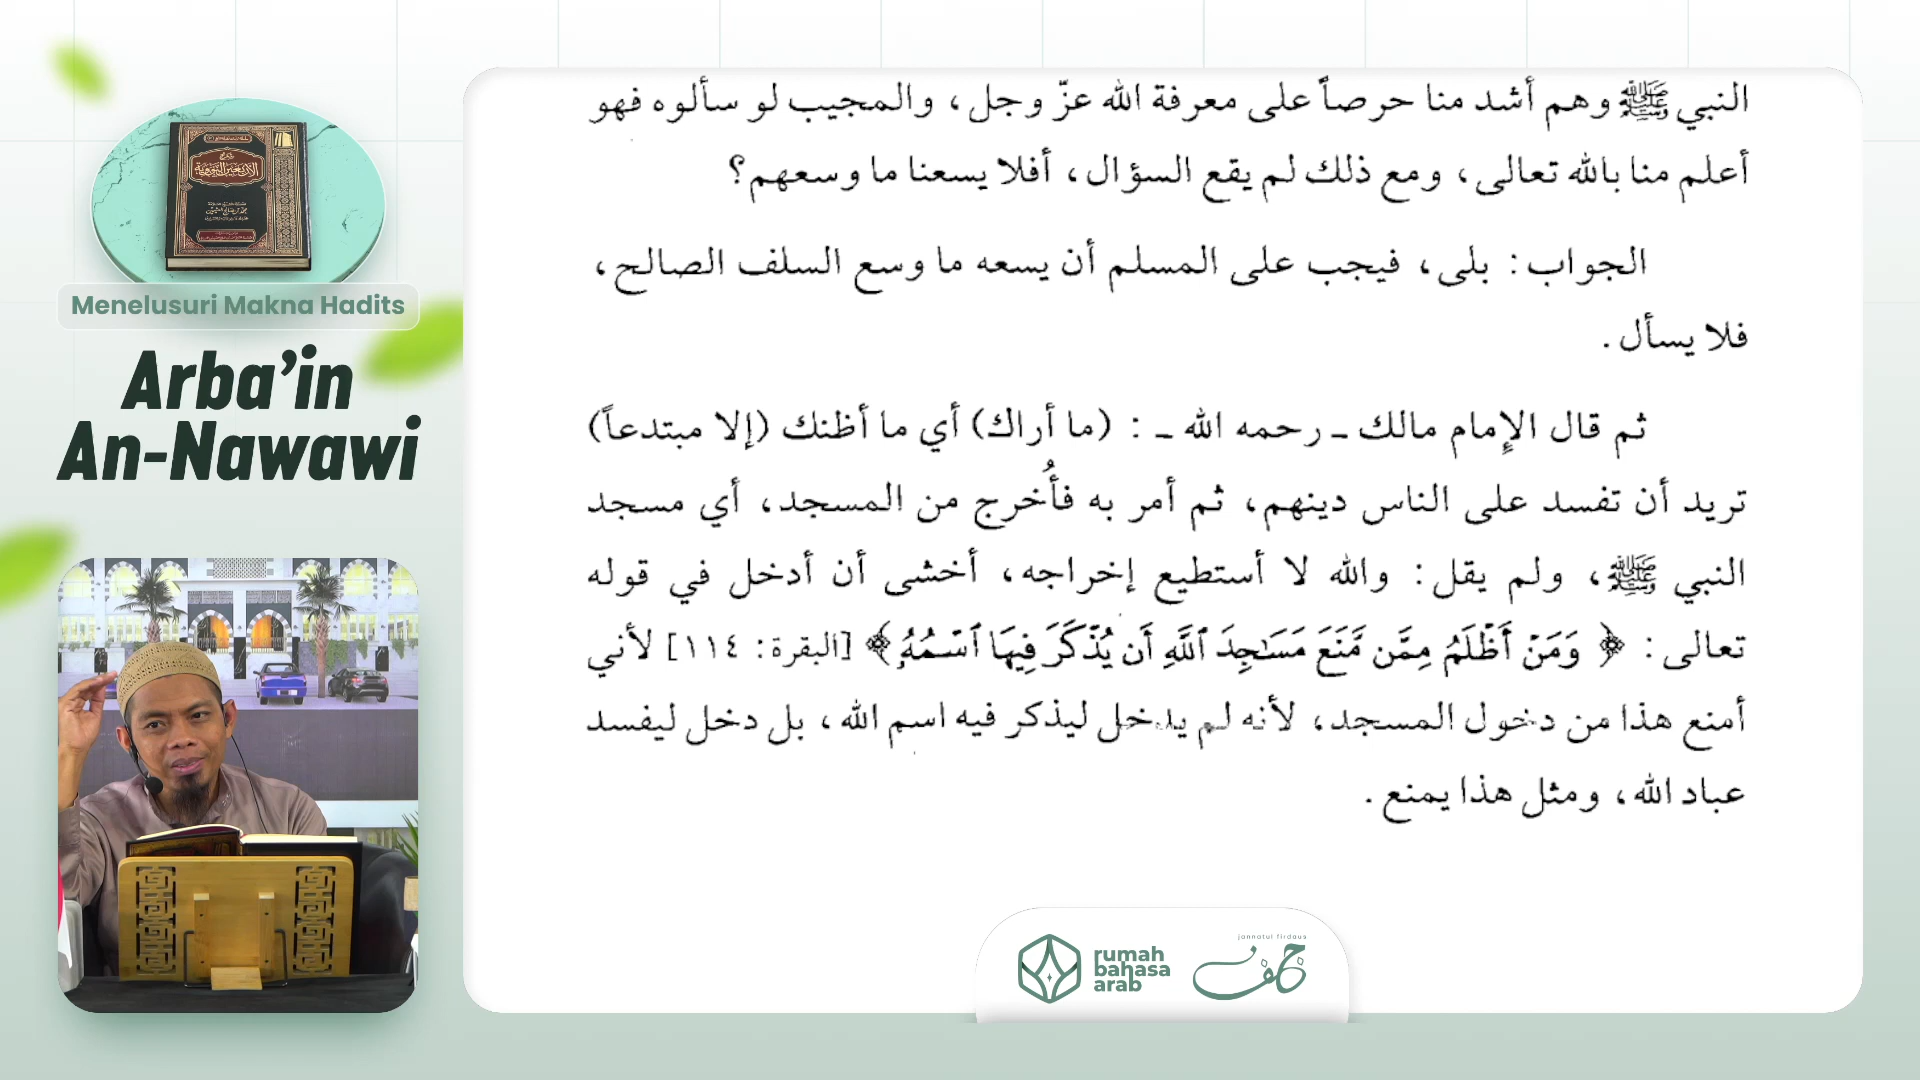 الأربعين النووية
Menelusuri Makna Hadits
Arba’in
An-Nawawi
النبي ﷺ وهم أشد منا حرصاً على معرفة الله عزّ وجل، والمجيب لو سألوه فهو
أعلم منا بالله تعالى، ومع ذلك لم يقع السؤال، أفلا يسعنا ما وسعهم؟
الجواب: بلى، فيجب على المسلم أن يسعه ما وسع السلف الصالح،
فلا يسأل.
ثم قال الإمام مالك ـ رحمه الله ـ: (ما أراك) أي ما أظنك (إلا مبتدعاً)
تريد أن تفسد على الناس دينهم، ثم أمر به فأُخرج من المسجد، أي مسجد
النبي ﷺ، ولم يقل: والله لا أستطيع إخراجه، أخشى أن أدخل في قوله
تعالى: ﴿ وَمَنْ أَظْلَمُ مِمَّن مَّنَعَ مَسَـٰجِدَ ٱللَّهِ أَن يُذْكَرَ فِيهَا ٱسْمُهُۥ ﴾ [البقرة: ١١٤] لأني
أمنع هذا من دخول المسجد، لأنه لم يدخل ليذكر فيه اسم الله، بل دخل ليفسد
عباد الله، ومثل هذا يمنع.
rumah
bahasa
arab
jannatul firdaus